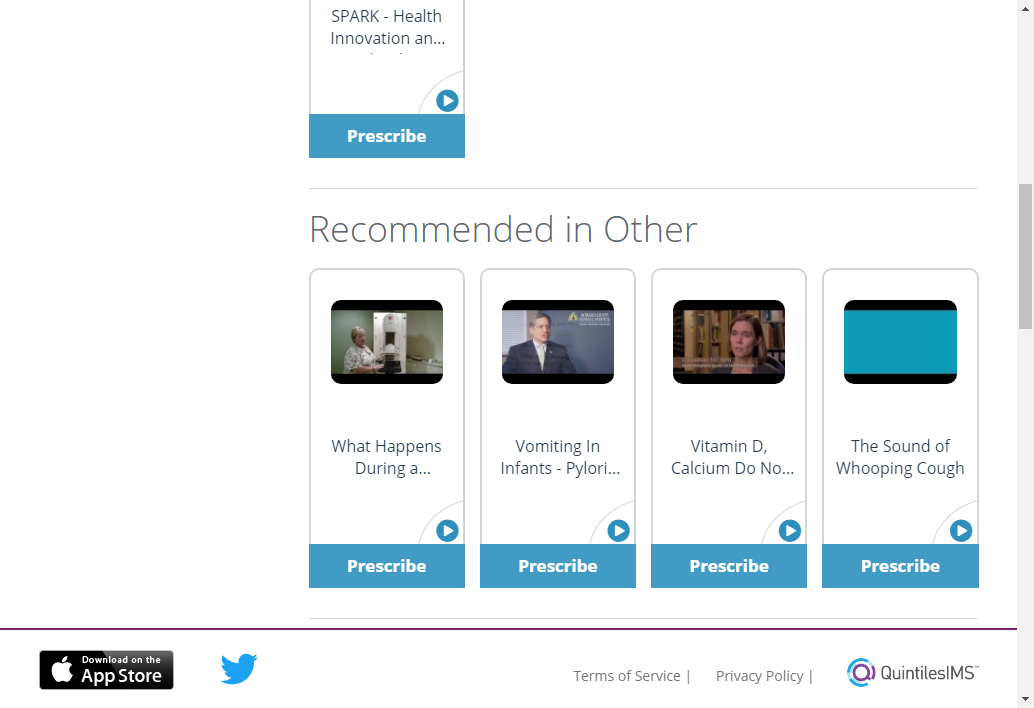 SPARK - Health
Innovation an...
Prescribe
Recommended in Other
What Happens
During a...
Prescribe
Vomiting In
Infants - Pylori...
Prescribe
Vitamin D,
Calcium Do No...
Prescribe
The Sound of
Whooping Cough
Prescribe
Download on the
App Store
Terms of Service |
Privacy Policy |
QuintilesIMS™